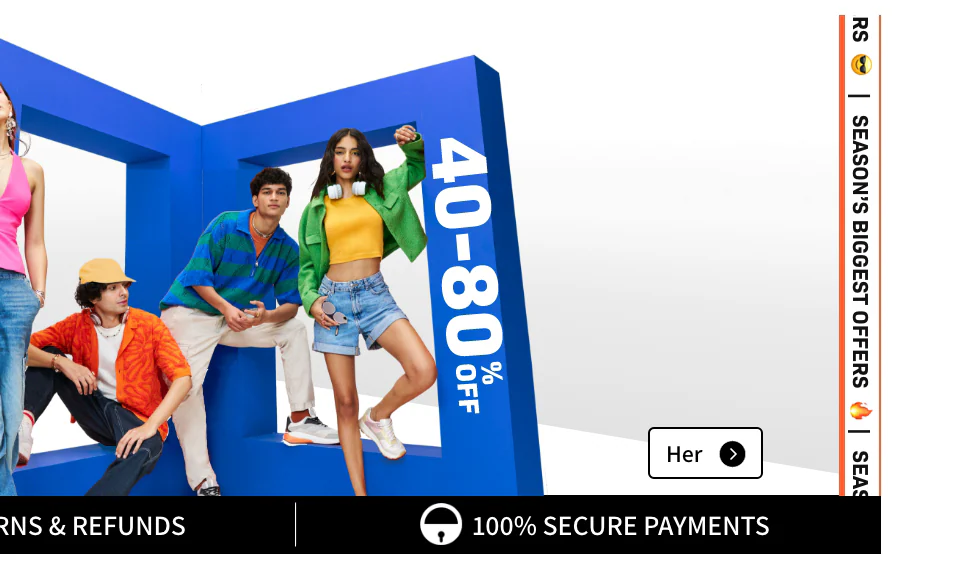 40-80% OFF
Her
RS 😎 | SEASON'S BIGGEST OFFERS 🔥 | SEAS
RNS & REFUNDS
100% SECURE PAYMENTS